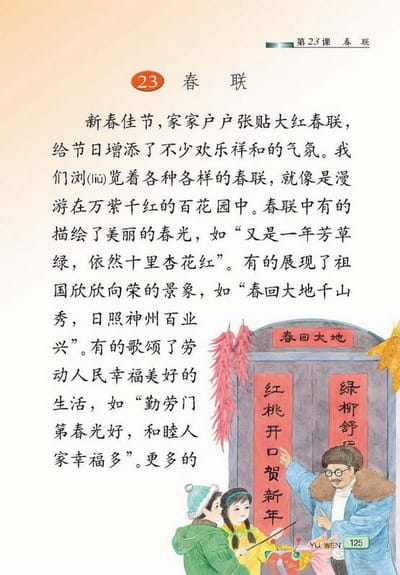 第23课 春 联
23 春 联
新春佳节，家家户户张贴大红春联，
给节日增添了不少欢乐祥和的气氛。我
们浏(liú)览着各种各样的春联，就像是漫
游在万紫千红的百花园中。春联中有的
描绘了美丽的春光，如“又是一年芳草
绿，依然十里杏花红”。有的展现了祖
国欣欣向荣的景象，如“春回大地千山
秀，日照神州百业
兴”。有的歌颂了劳
动人民幸福美好的
生活，如“勤劳门
第春光好，和睦人
家幸福多”。更多的
春回大地
红桃开口贺新年
绿柳舒
YU WEN 125